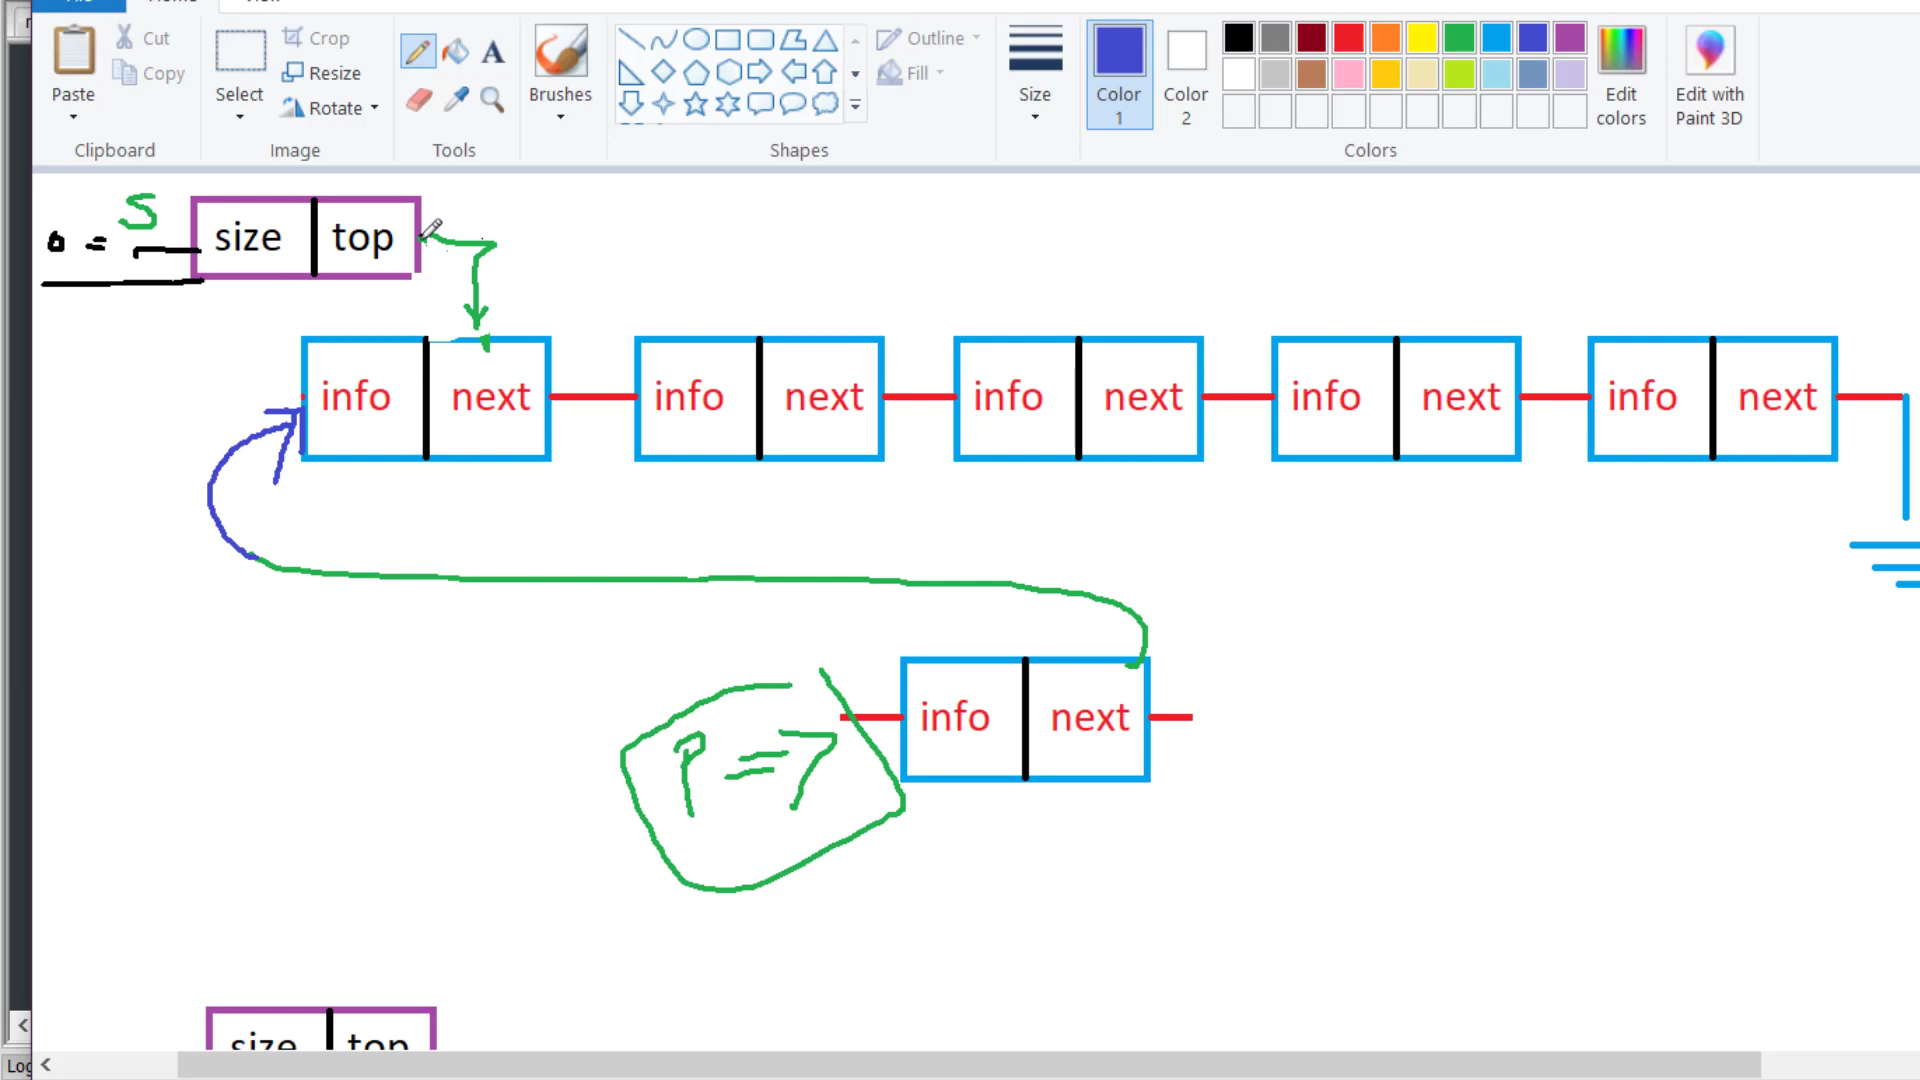 Cut
Copy
Paste
Clipboard
Select
Crop
Resize
Rotate
Image
A
Tools
Brushes
Shapes
Outline
Fill
Size
Color 1
Color 2
Colors
Edit colors
Edit with Paint 3D
= S size top
info next info next info next info next info next
P = 7 info next
size top